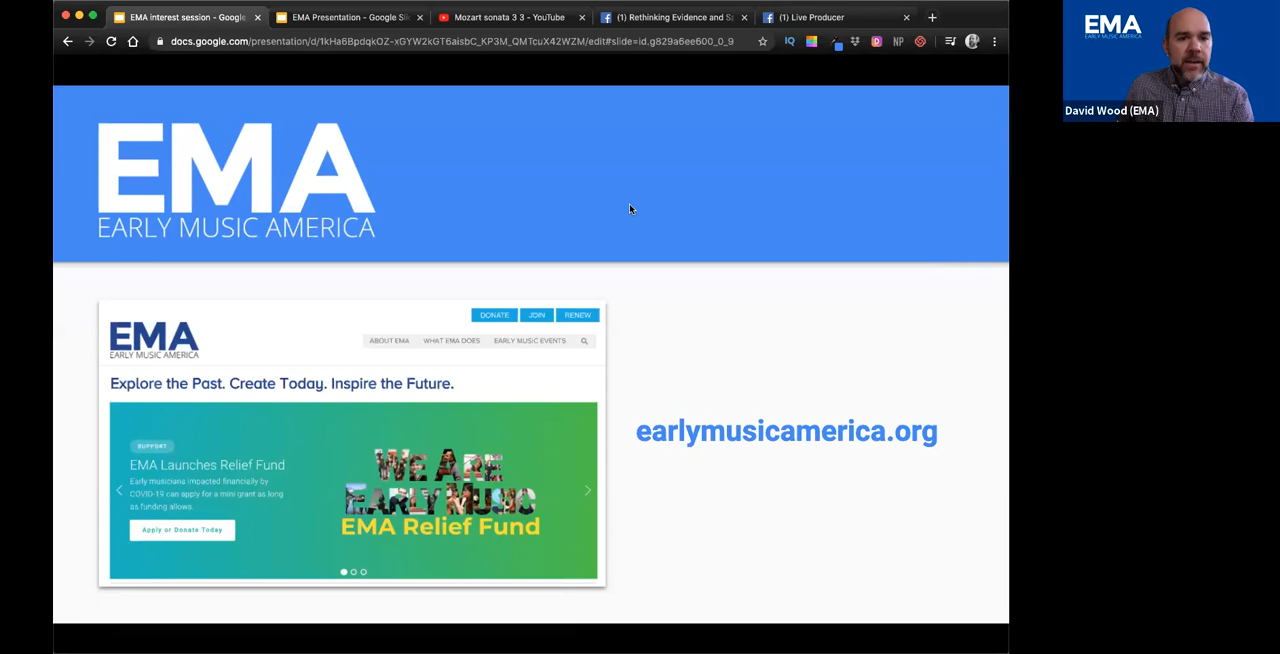 EMA interest session - Google
EMA Presentation - Google Sli
Mozart sonata 3 3 - YouTube
(1) Rethinking Evidence and S
(1) Live Producer
docs.google.com/presentation/d/1kHa6BpdqkOZ-xGYW2kGT6aisbC_KP3M_QMTcuX42WZM/edit#slide=id.g829a6ee600_0_9
IQ
NP
EMA
EARLY MUSIC AMERICA
David Wood (EMA)
EMA
EARLY MUSIC AMERICA
DONATE JOIN RENEW
EMA
EARLY MUSIC AMERICA
ABOUT EMA WHAT EMA DOES EARLY MUSIC EVENTS
Explore the Past. Create Today. Inspire the Future.
SUPPORT
EMA Launches Relief Fund
Early musicians impacted financially by
COVID-19 can apply for a mini grant as long
as funding allows.
Apply or Donate Today
WE ARE
EARLY MUSIC
EMA Relief Fund
earlymusicamerica.org